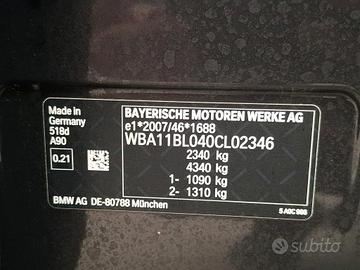 Made in
Germany
518d
A90
0.21
BAYERISCHE MOTOREN WERKE AG
e1*2007/46*1688
WBA11BL040CL02346
2340 kg
4340 kg
1- 1090 kg
2- 1310 kg
BMW AG DE-80788 München
5 A0C 986
subito